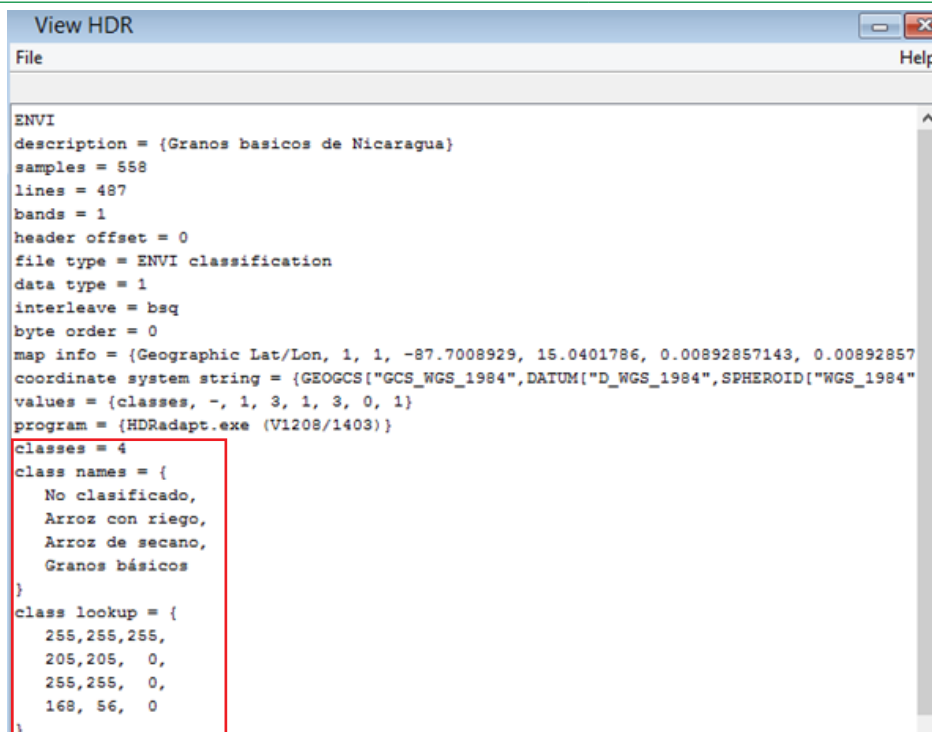 View HDR
File Help
ENVI
description = {Granos basicos de Nicaragua}
samples = 558
lines = 487
bands = 1
header offset = 0
file type = ENVI classification
data type = 1
interleave = bsq
byte order = 0
map info = {Geographic Lat/Lon, 1, 1, -87.7008929, 15.0401786, 0.00892857143, 0.00892857
coordinate system string = {GEOGCS["GCS_WGS_1984",DATUM["D_WGS_1984",SPHEROID["WGS_1984"
values = {classes, -, 1, 3, 1, 3, 0, 1}
program = {HDRadapt.exe (V1208/1403)}
classes = 4
class names = {
No clasificado,
Arroz con riego,
Arroz de secano,
Granos básicos
}
class lookup = {
255,255,255,
205,205, 0,
255,255, 0,
168, 56, 0
}